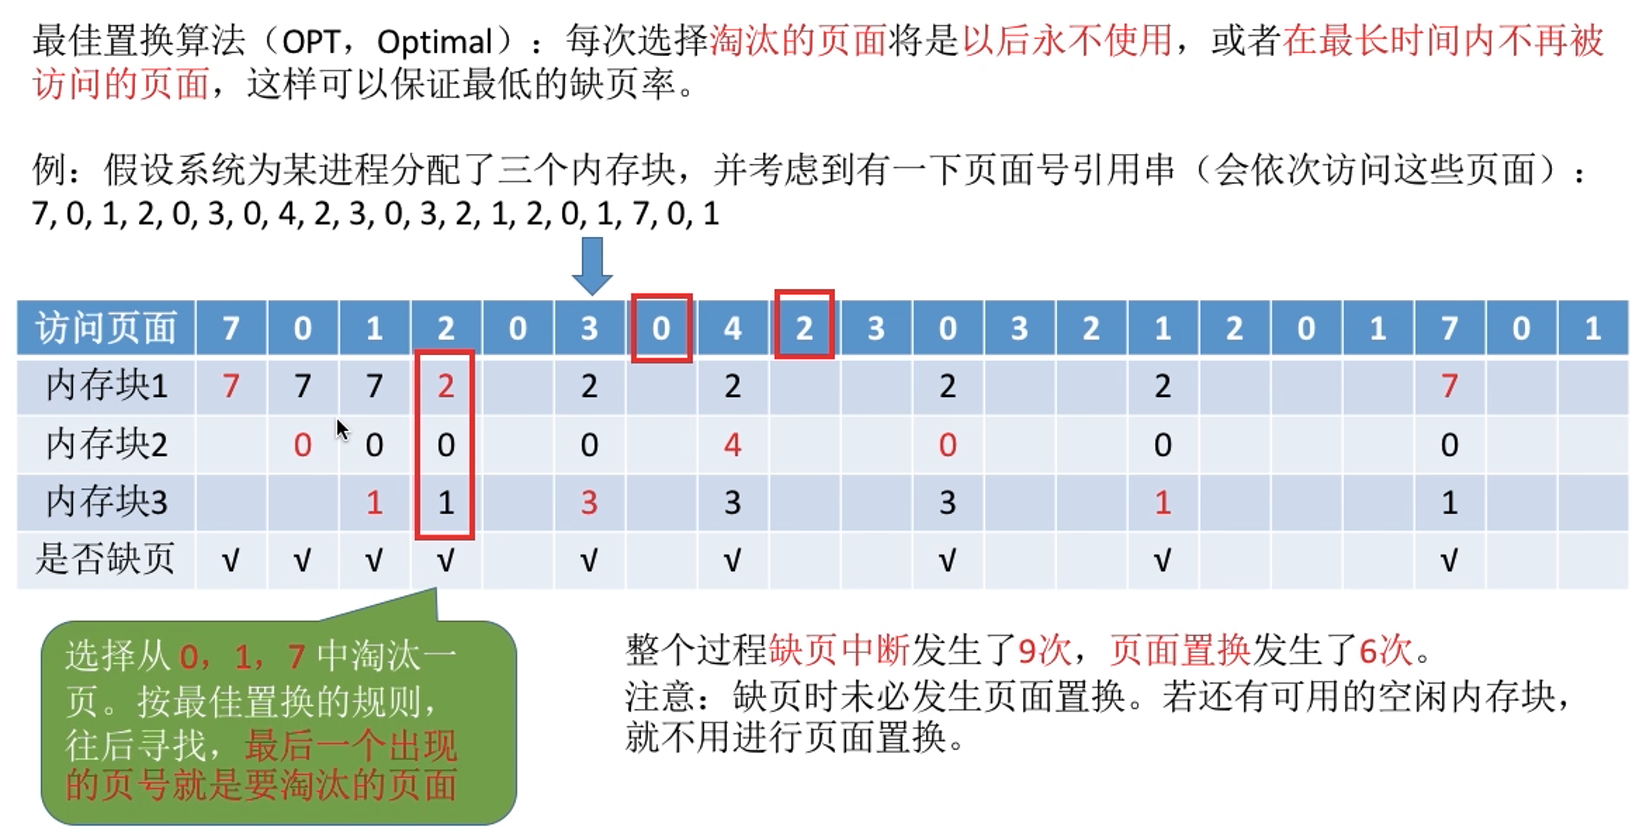 最佳置换算法（OPT，Optimal）：每次选择淘汰的页面将是以后永不使用，或者在最长时间内不再被
访问的页面，这样可以保证最低的缺页率。
例：假设系统为某进程分配了三个内存块，并考虑到有一下页面号引用串（会依次访问这些页面）：
7, 0, 1, 2, 0, 3, 0, 4, 2, 3, 0, 3, 2, 1, 2, 0, 1, 7, 0, 1
访问页面 7 0 1 2 0 3 0 4 2 3 0 3 2 1 2 0 1 7 0 1
内存块1 7 7 7 2 2 2 2 2 7
内存块2 0 0 0 0 4 0 0 0
内存块3 1 1 3 3 3 1 1
是否缺页 √ √ √ √ √ √ √ √ √
选择从 0，1，7 中淘汰一
页。按最佳置换的规则，
往后寻找，最后一个出现
的页号就是要淘汰的页面
整个过程缺页中断发生了9次，页面置换发生了6次。
注意：缺页时未必发生页面置换。若还有可用的空闲内存块，
就不用进行页面置换。